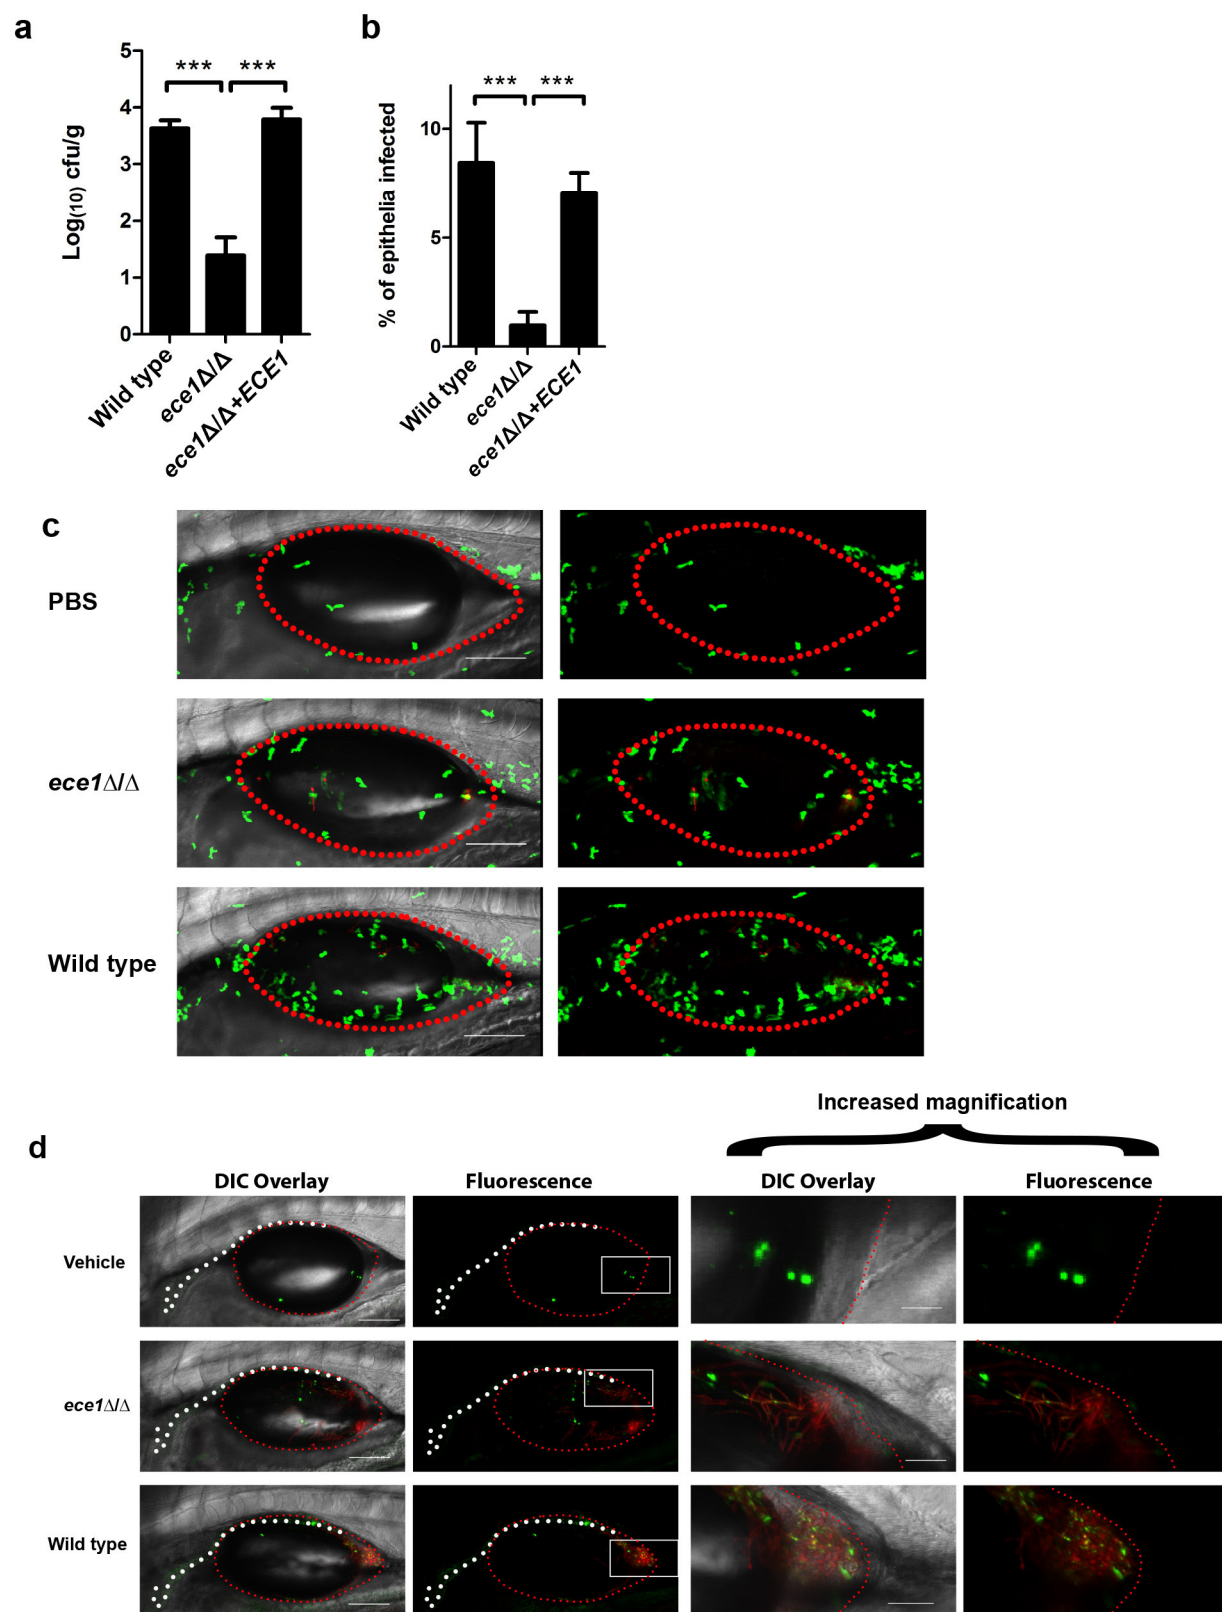 a
b
5
4
3
2
1
0
Log(10) cfu/g
***
***
Wild type
ece1Δ/Δ
ece1Δ/Δ+ECE1
10
5
0
% of epithelia infected
***
***
Wild type
ece1Δ/Δ
ece1Δ/Δ+ECE1
c
PBS
ece1Δ/Δ
Wild type
Increased magnification
d
DIC Overlay
Fluorescence
DIC Overlay
Fluorescence
Vehicle
ece1Δ/Δ
Wild type